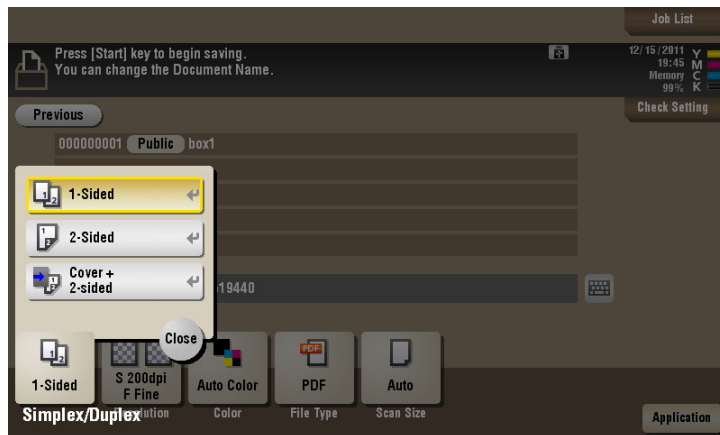 Job List
Press [Start] key to begin saving.
You can change the Document Name.
12/15/2011
19:45
Memory
99%
Y
M
C
K
Previous
Check Setting
000000001 Public box1
1-Sided
2-Sided
Cover +
2-sided
19440
Close
1-Sided
S 200dpi
F Fine
Auto Color
PDF
PDF
Auto
Simplex/Duplex
Color
File Type
Scan Size
Application